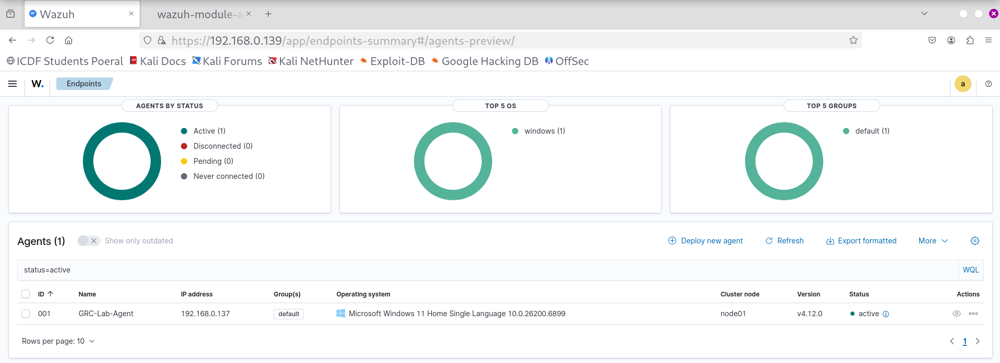 Wazuh
wazuh-module-a
https://192.168.0.139/app/endpoints-summary#/agents-preview/
ICDF Students Poeral Kali Docs Kali Forums Kali NetHunter Exploit-DB Google Hacking DB OffSec
W. Endpoints a
AGENTS BY STATUS
Active (1)
Disconnected (0)
Pending (0)
Never connected (0)
TOP 5 OS
windows (1)
TOP 5 GROUPS
default (1)
Agents (1) Show only outdated Deploy new agent Refresh Export formatted More
status=active WQL
ID Name IP address Group(s) Operating system Cluster node Version Status Actions
001 GRC-Lab-Agent 192.168.0.137 default Microsoft Windows 11 Home Single Language 10.0.26200.6899 node01 v4.12.0 active
Rows per page: 10 1